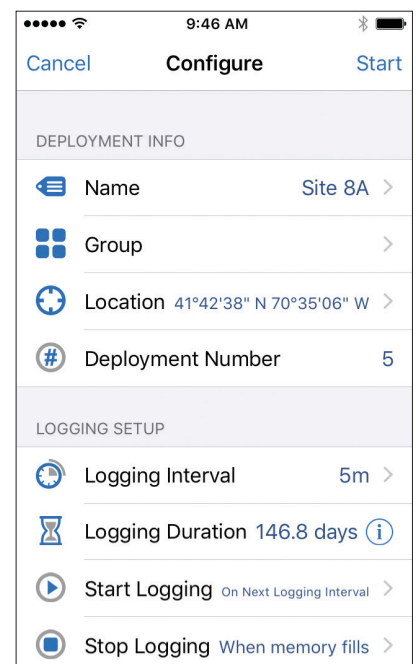 9:46 AM
Cancel Configure Start
DEPLOYMENT INFO
Name Site 8A
Group
Location 41°42'38" N 70°35'06" W
# Deployment Number 5
LOGGING SETUP
Logging Interval 5m
Logging Duration 146.8 days i
Start Logging On Next Logging Interval
Stop Logging When memory fills